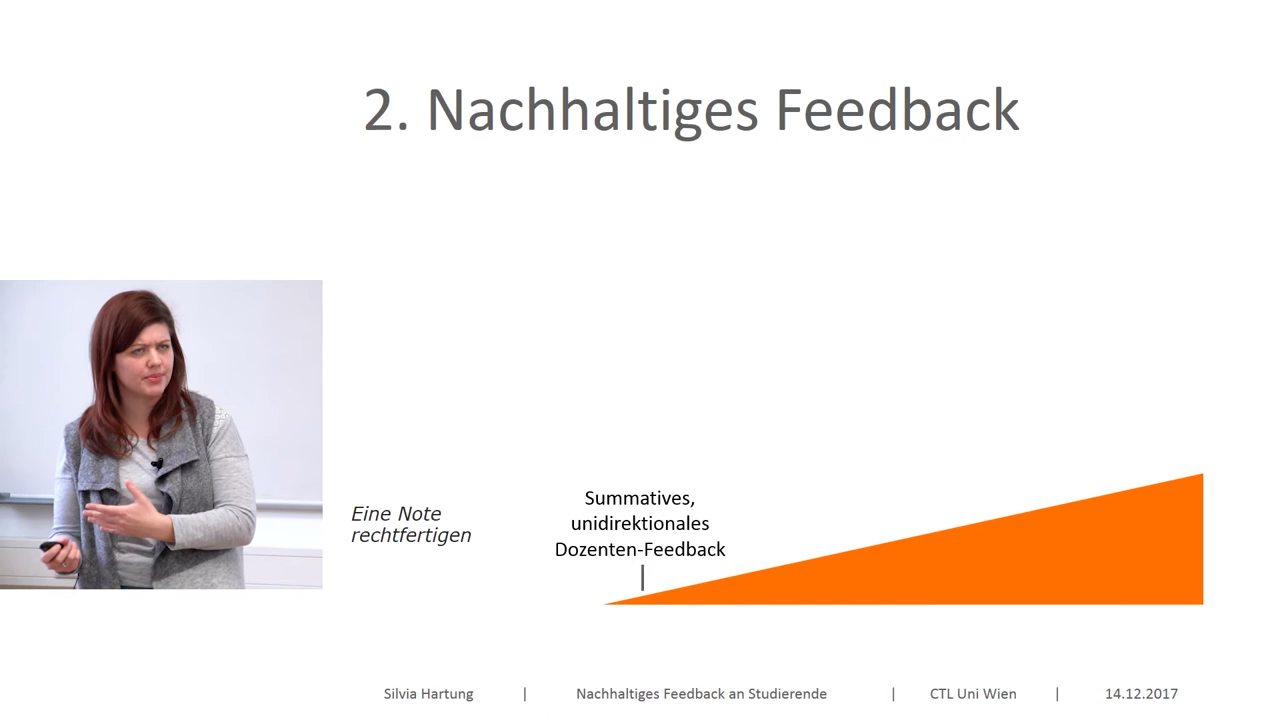 2. Nachhaltiges Feedback
Eine Note
rechtfertigen
Summatives,
unidirektionales
Dozenten-Feedback
Silvia Hartung | Nachhaltiges Feedback an Studierende | CTL Uni Wien | 14.12.2017